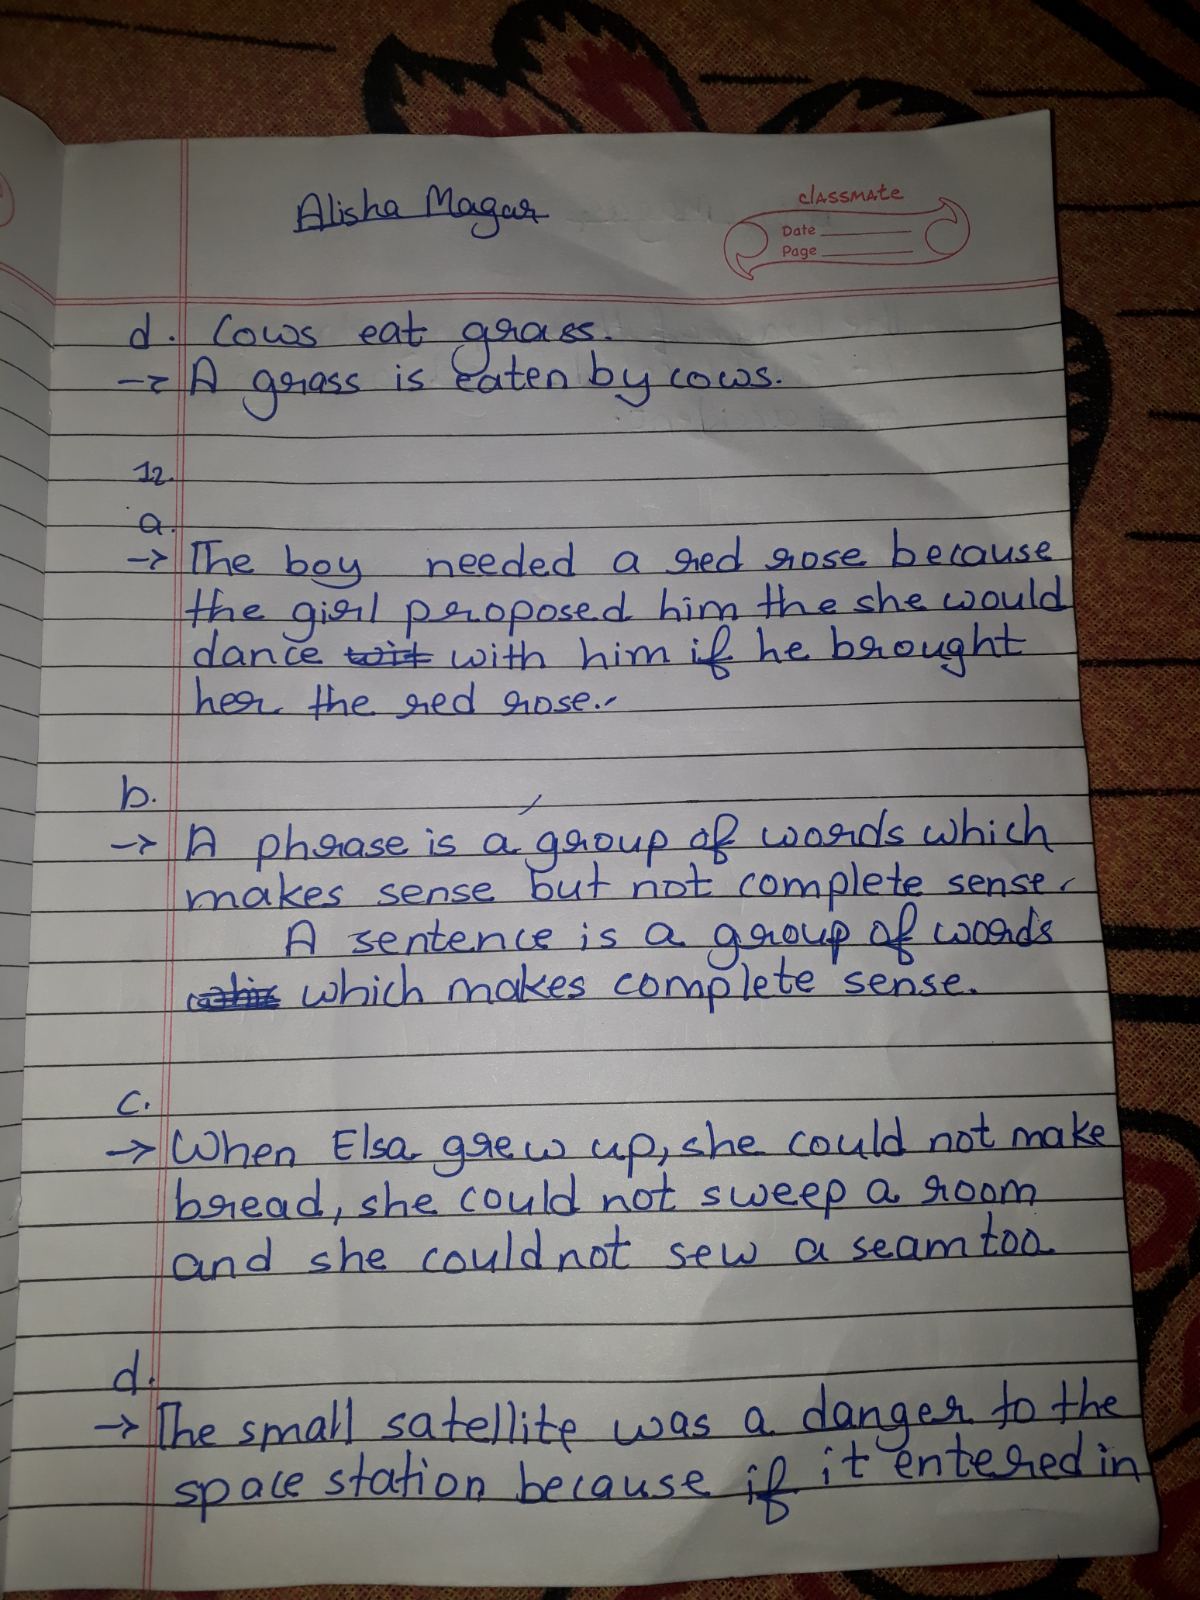 Alisha Magar
classmate
Date
Page
d. Cows eat grass.
→ A grass is eaten by cows.
12.
a.
→ The boy needed a red rose because
the girl proposed him the she would
dance with him if he brought
her the red rose.
b.
→ A phrase is a group of words which
makes sense but not complete sense.
A sentence is a group of words
which makes complete sense.
c.
→ When Elsa grew up, she could not make
bread, she could not sweep a room
and she could not sew a seam too.
d.
→ The small satellite was a danger to the
space station because if it entered in